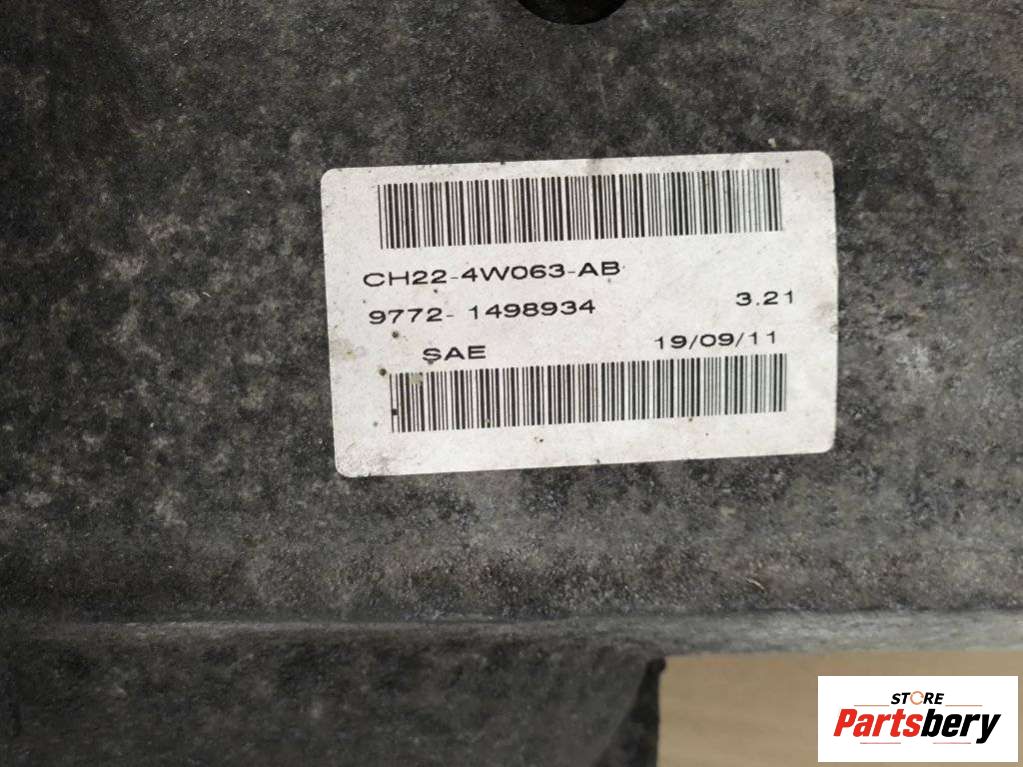 CH22-4W063-AB
9772- 1498934 3.21
SAE 19/09/11
STORE
Partsbery